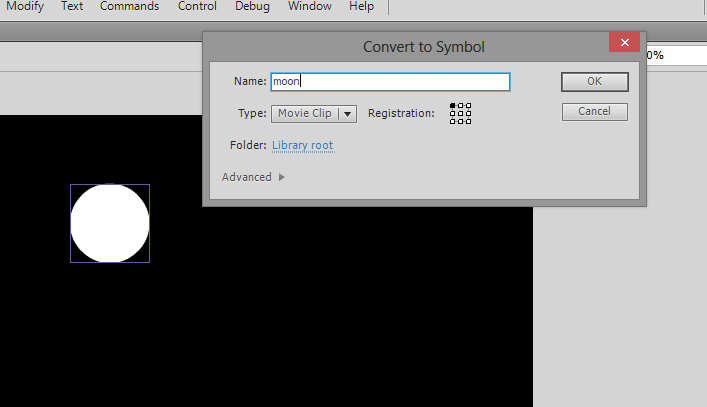 Modify Text Commands Control Debug Window Help
Convert to Symbol
0%
Name: moon OK
Type: Movie Clip Registration: Cancel
Folder: Library root
Advanced